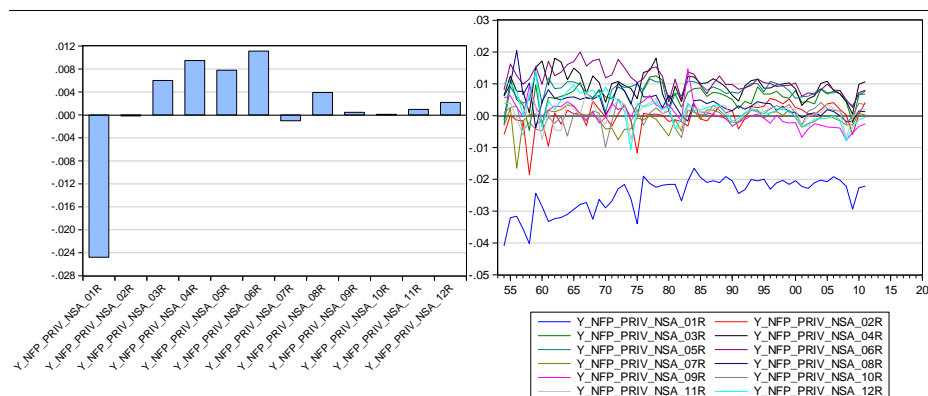 .012
.008
.004
.000
-.004
-.008
-.012
-.016
-.020
-.024
-.028
Y_NFP_PRIV_NSA_01R
Y_NFP_PRIV_NSA_02R
Y_NFP_PRIV_NSA_03R
Y_NFP_PRIV_NSA_04R
Y_NFP_PRIV_NSA_05R
Y_NFP_PRIV_NSA_06R
Y_NFP_PRIV_NSA_07R
Y_NFP_PRIV_NSA_08R
Y_NFP_PRIV_NSA_09R
Y_NFP_PRIV_NSA_10R
Y_NFP_PRIV_NSA_11R
Y_NFP_PRIV_NSA_12R
.03
.02
.01
.00
-.01
-.02
-.03
-.04
-.05
55 60 65 70 75 80 85 90 95 00 05 10 15 20
Y_NFP_PRIV_NSA_01R Y_NFP_PRIV_NSA_02R
Y_NFP_PRIV_NSA_03R Y_NFP_PRIV_NSA_04R
Y_NFP_PRIV_NSA_05R Y_NFP_PRIV_NSA_06R
Y_NFP_PRIV_NSA_07R Y_NFP_PRIV_NSA_08R
Y_NFP_PRIV_NSA_09R Y_NFP_PRIV_NSA_10R
Y_NFP_PRIV_NSA_11R Y_NFP_PRIV_NSA_12R